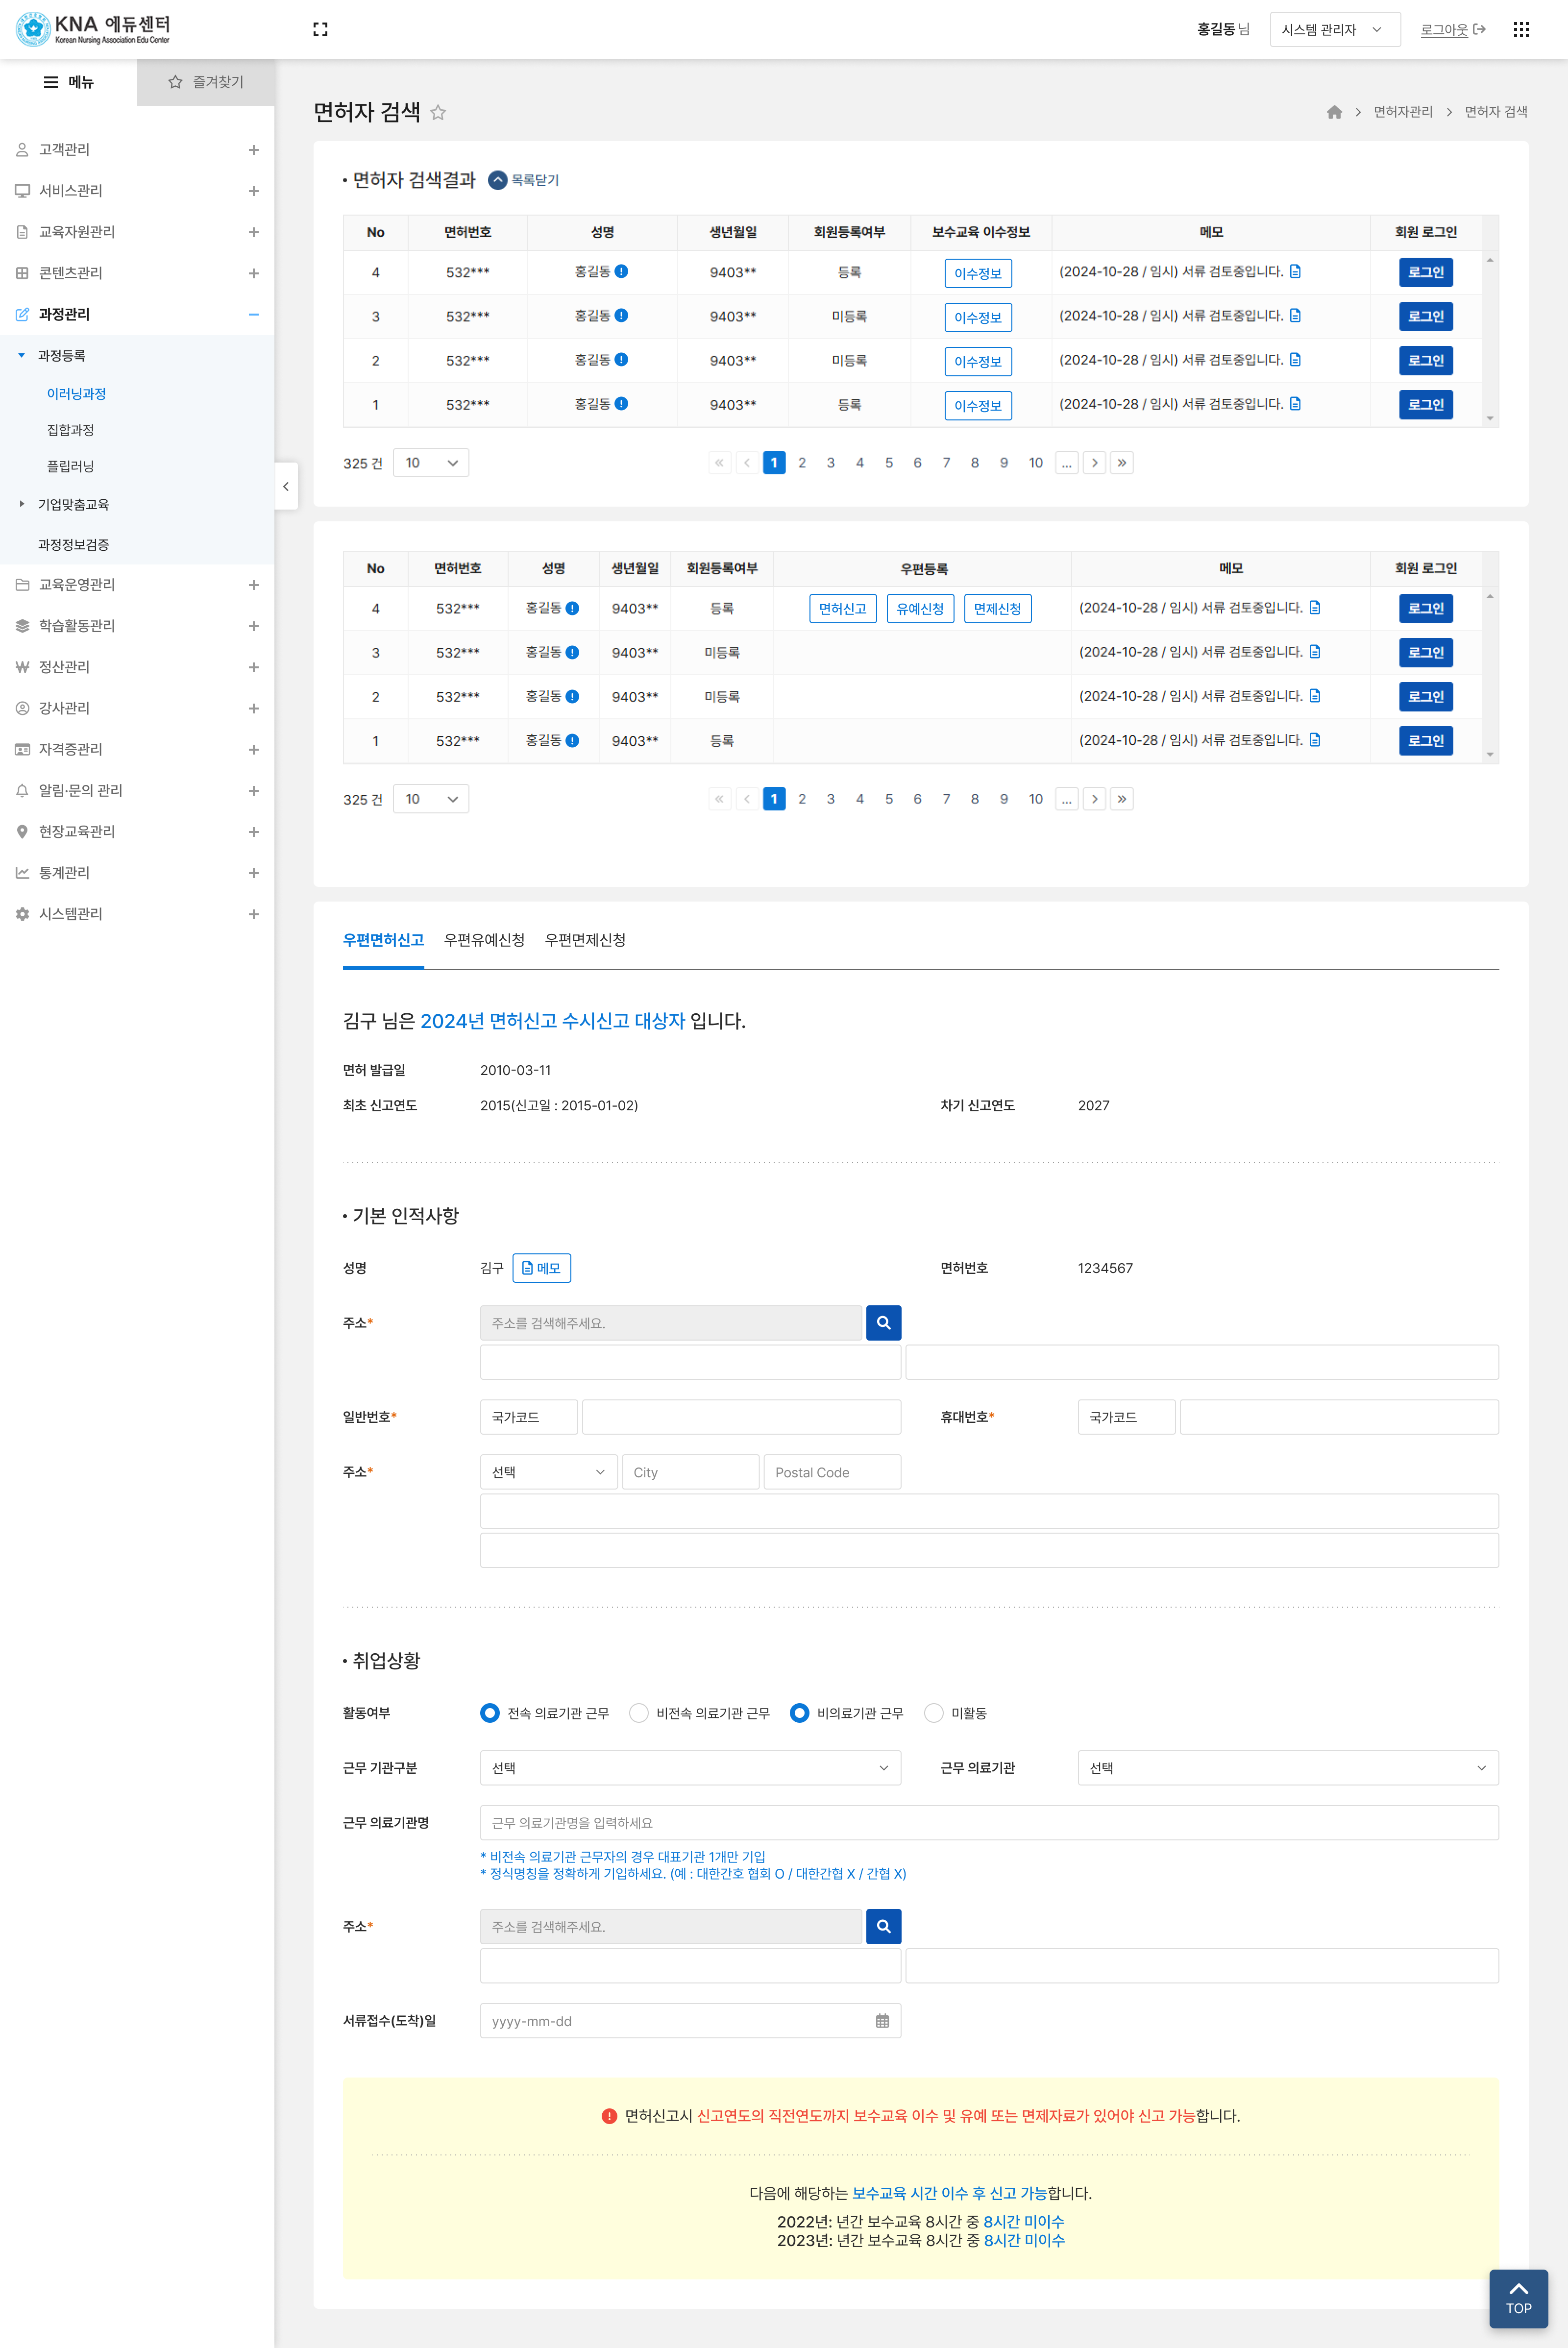 KNA 에듀센터
Korean Nursing Association Edu Center
홍길동 님
시스템 관리자
로그아웃
메뉴
즐겨찾기
고객관리
서비스관리
교육자원관리
콘텐츠관리
과정관리
과정등록
이러닝과정
집합과정
플립러닝
기업맞춤교육
과정정보검증
교육운영관리
학습활동관리
정산관리
강사관리
자격증관리
알림·문의 관리
현장교육관리
통계관리
시스템관리
면허자 검색
면허자관리 면허자 검색
• 면허자 검색결과 목록닫기
No 면허번호 성명 생년월일 회원등록여부 보수교육 이수정보 메모 회원 로그인
4 532*** 홍길동 9403** 등록 이수정보 (2024-10-28 / 임시) 서류 검토중입니다. 로그인
3 532*** 홍길동 9403** 미등록 이수정보 (2024-10-28 / 임시) 서류 검토중입니다. 로그인
2 532*** 홍길동 9403** 미등록 이수정보 (2024-10-28 / 임시) 서류 검토중입니다. 로그인
1 532*** 홍길동 9403** 등록 이수정보 (2024-10-28 / 임시) 서류 검토중입니다. 로그인
325 건 10 1 2 3 4 5 6 7 8 9 10 ...
No 면허번호 성명 생년월일 회원등록여부 우편등록 메모 회원 로그인
4 532*** 홍길동 9403** 등록 면허신고 유예신청 면제신청 (2024-10-28 / 임시) 서류 검토중입니다. 로그인
3 532*** 홍길동 9403** 미등록 (2024-10-28 / 임시) 서류 검토중입니다. 로그인
2 532*** 홍길동 9403** 미등록 (2024-10-28 / 임시) 서류 검토중입니다. 로그인
1 532*** 홍길동 9403** 등록 (2024-10-28 / 임시) 서류 검토중입니다. 로그인
325 건 10 1 2 3 4 5 6 7 8 9 10 ...
우편면허신고 우편유예신청 우편면제신청
김구 님은 2024년 면허신고 수시신고 대상자 입니다.
면허 발급일 2010-03-11
최초 신고연도 2015(신고일 : 2015-01-02) 차기 신고연도 2027
• 기본 인적사항
성명 김구 메모 면허번호 1234567
주소* 주소를 검색해주세요.
일반번호* 국가코드 휴대번호* 국가코드
주소* 선택 City Postal Code
• 취업상황
활동여부 전속 의료기관 근무 비전속 의료기관 근무 비의료기관 근무 미활동
근무 기관구분 선택 근무 의료기관 선택
근무 의료기관명 근무 의료기관명을 입력하세요
* 비전속 의료기관 근무자의 경우 대표기관 1개만 기입
* 정식명칭을 정확하게 기입하세요. (예 : 대한간호 협회 O / 대한간협 X / 간협 X)
주소* 주소를 검색해주세요.
서류접수(도착)일 yyyy-mm-dd
면허신고시 신고연도의 직전연도까지 보수교육 이수 및 유예 또는 면제자료가 있어야 신고 가능합니다.
다음에 해당하는 보수교육 시간 이수 후 신고 가능합니다.
2022년: 년간 보수교육 8시간 중 8시간 미이수
2023년: 년간 보수교육 8시간 중 8시간 미이수
TOP